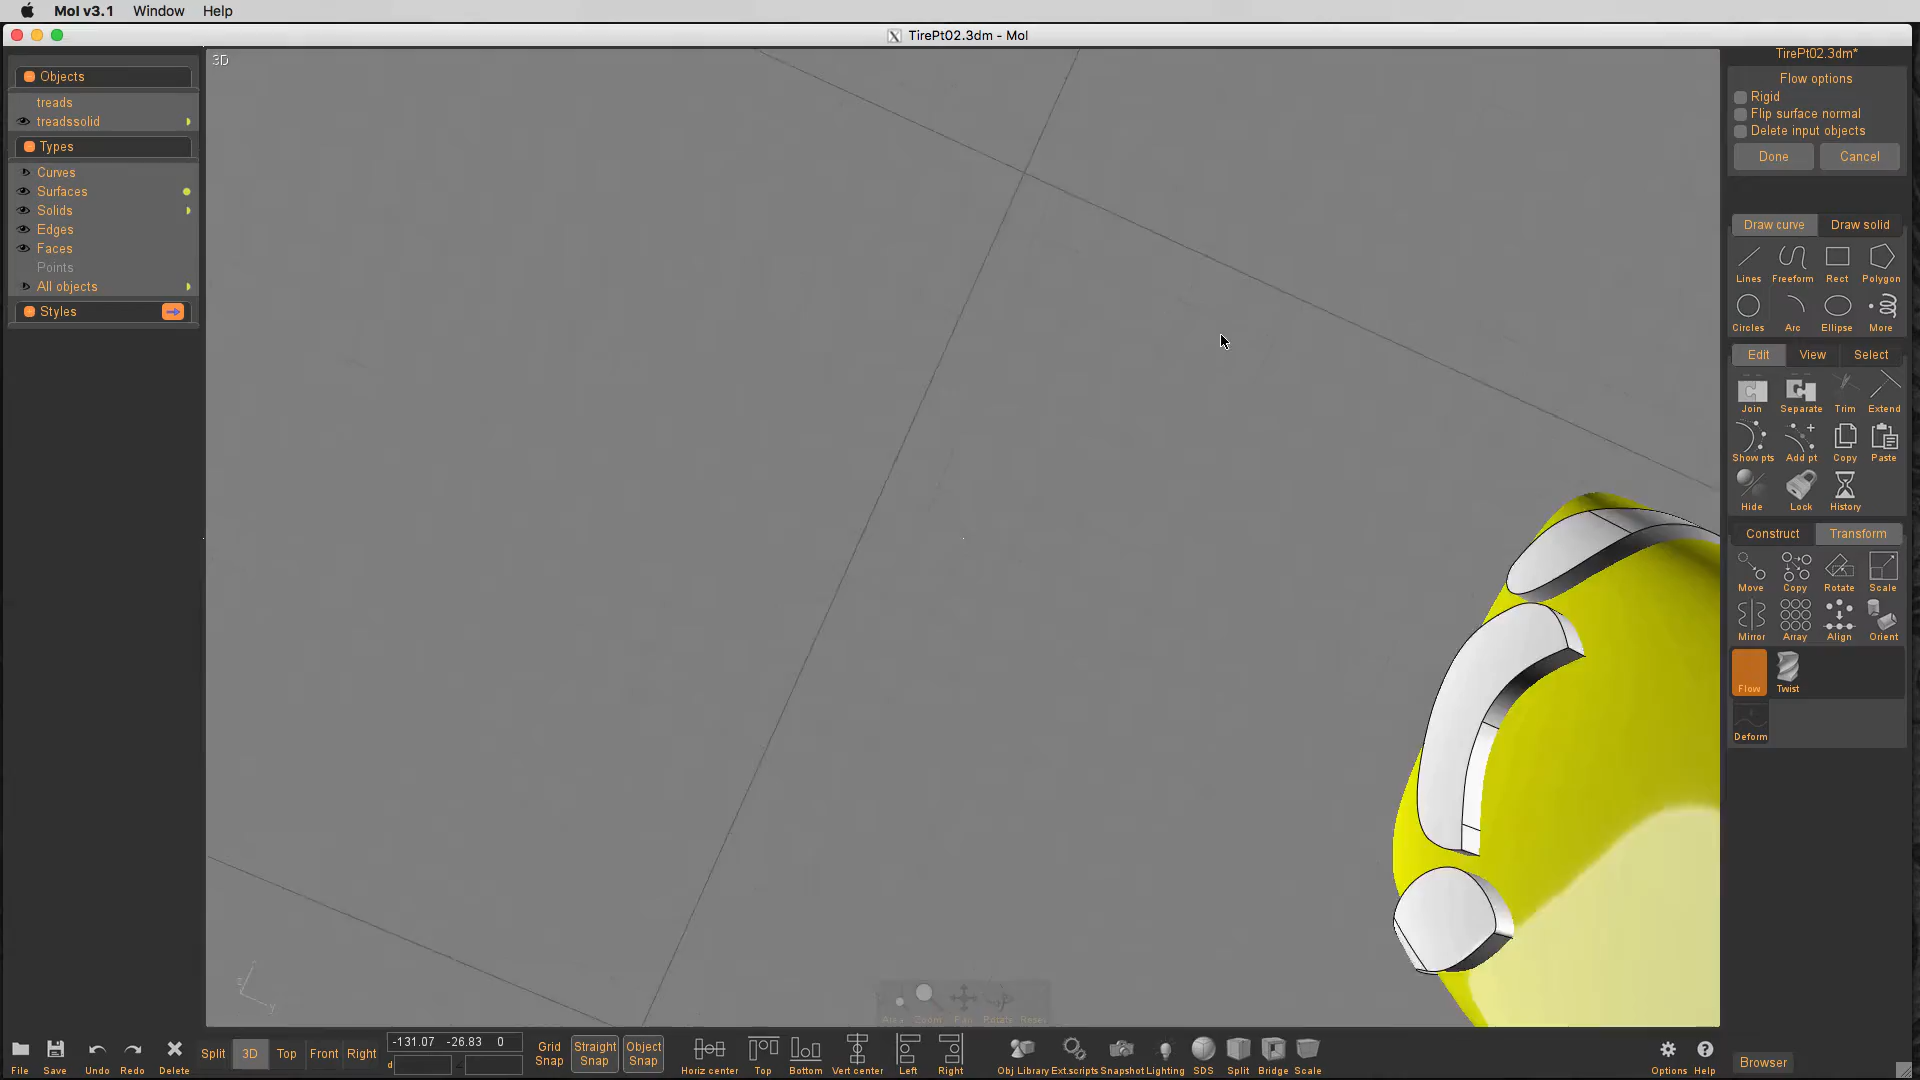 MoI v3.1 Window Help
TirePt02.3dm - MoI
3D
Objects
treads
treadssolid
Types
Curves
Surfaces
Solids
Edges
Faces
Points
All objects
Styles
TirePt02.3dm*
Flow options
Rigid
Flip surface normal
Delete input objects
Done Cancel
Draw curve Draw solid
Lines Freeform Rect Polygon
Circles Arc Ellipse More
Edit View Select
Join Separate Trim Extend
Show pts Add pt Copy Paste
Hide Lock History
Construct Transform
Move Copy Rotate Scale
Mirror Array Align Orient
Flow Twist
Deform
z
y
Area Zoom Pan Rotate Reset
File Save Undo Redo Delete
Split 3D Top Front Right
-131.07 -26.83 0
d
Grid Snap
Straight Snap
Object Snap
Horiz center Top Bottom Vert center Left Right
Obj Library Ext.scripts Snapshot Lighting SDS Split Bridge Scale
Options Help
Browser